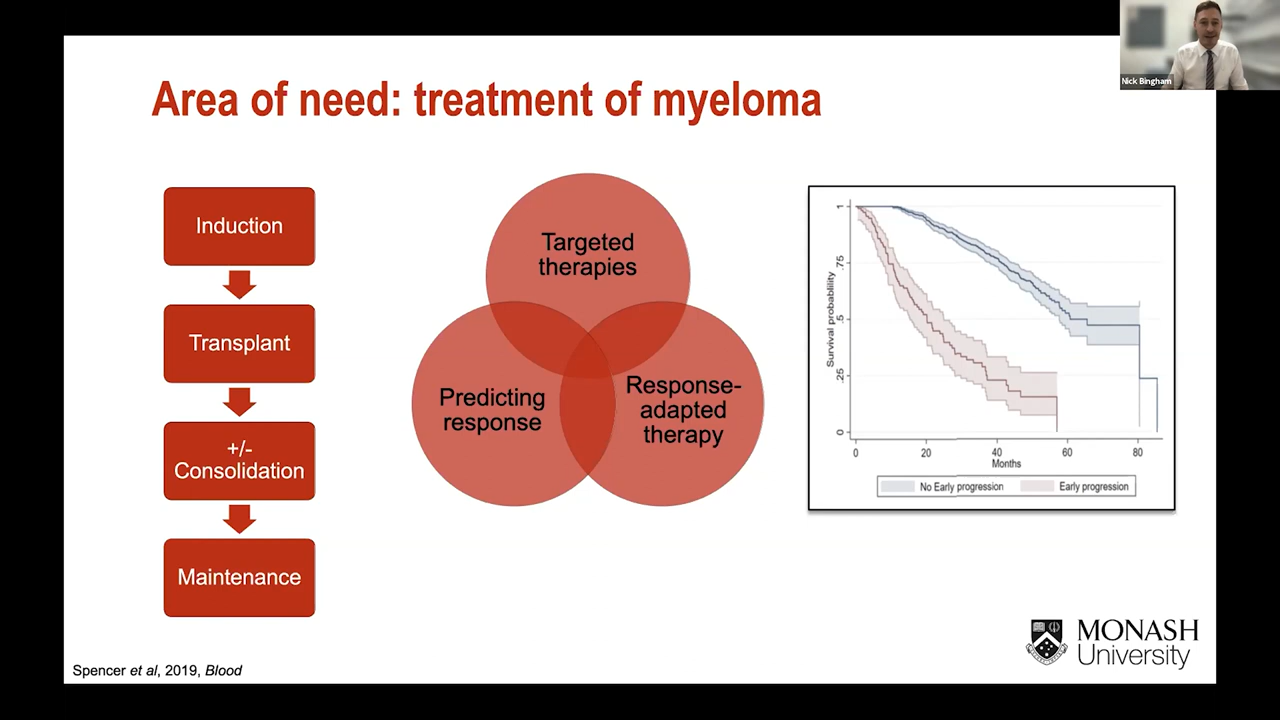 Nick Bingham
Area of need: treatment of myeloma
Induction
Transplant
+/-
Consolidation
Maintenance
Targeted
therapies
Predicting
response
Response-
adapted
therapy
Survival probability
1
.75
.5
.25
0
0 20 40 60 80
Months
No Early progression Early progression
MONASH
University
Spencer et al, 2019, Blood